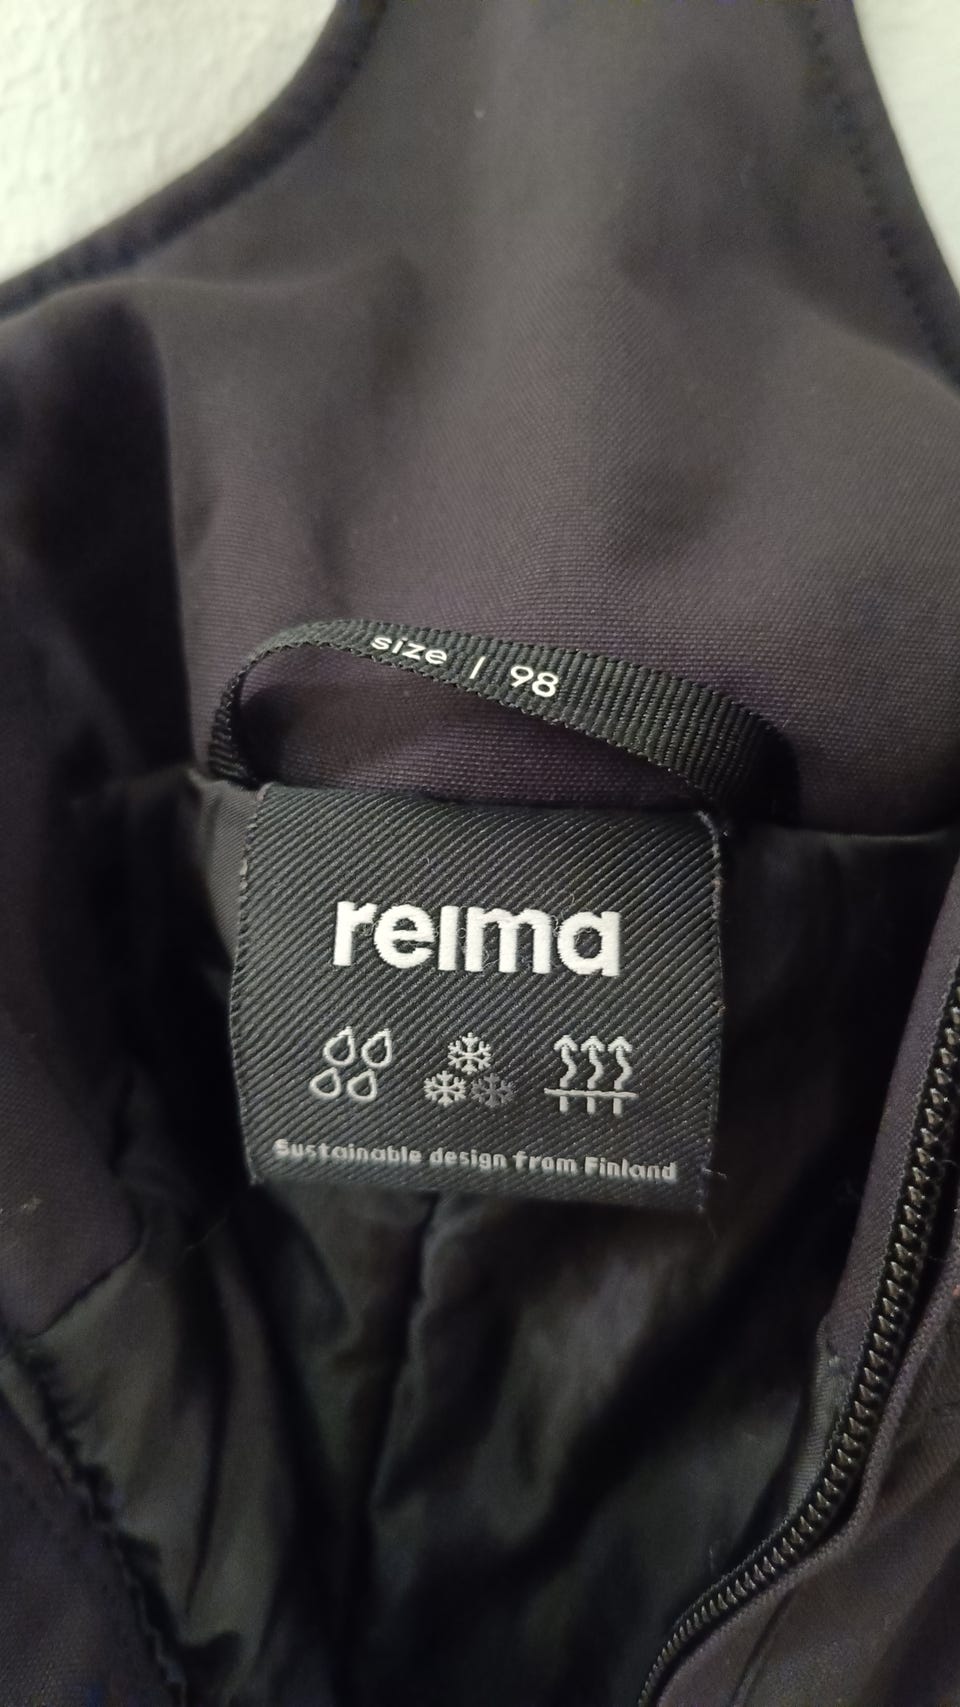 size | 98
reima
Sustainable design from Finland